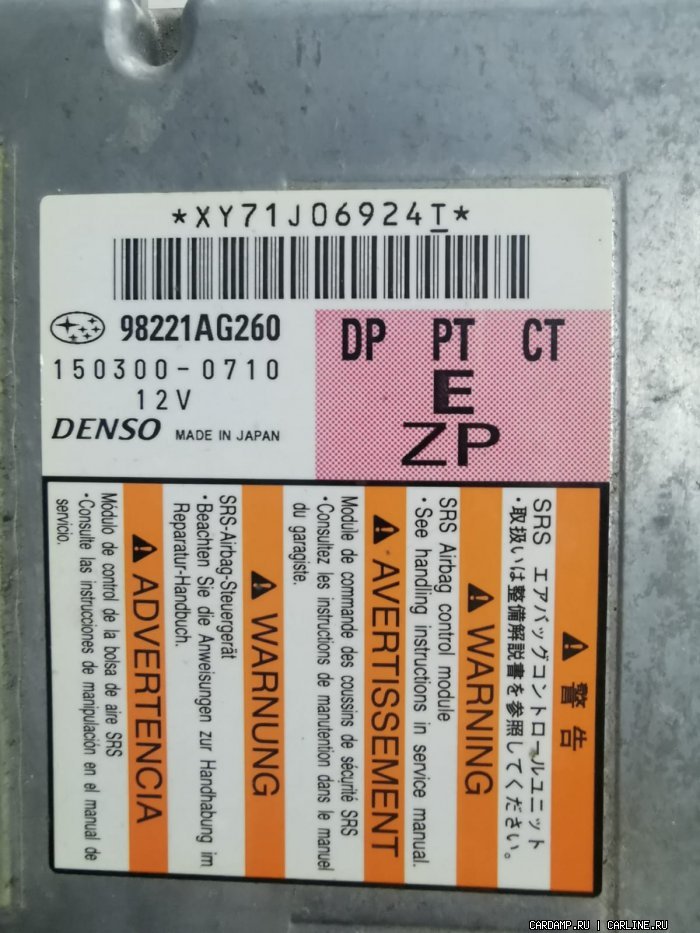 *XY71J06924T*
98221AG260
150300-0710
12V
DENSO MADE IN JAPAN
DP PT CT
E
ZP
警告
SRS エアバッグコントロールユニット
・取扱いは整備解説書を参照してください。
WARNING
SRS Airbag control module
・See handling instructions in service manual.
AVERTISSEMENT
Module de commande des coussins de sécurité SRS
・Consultez les instructions de manutention dans le manuel
du garagiste.
WARNUNG
SRS-Airbag-Steuergerät
・Beachten Sie die Anweisungen zur Handhabung im
Reparatur-Handbuch.
ADVERTENCIA
Módulo de control de la bolsa de aire SRS
・Consulte las instrucciones de manipulación en el manual de
servicio.
CARDAMP.RU | CARLINE.RU